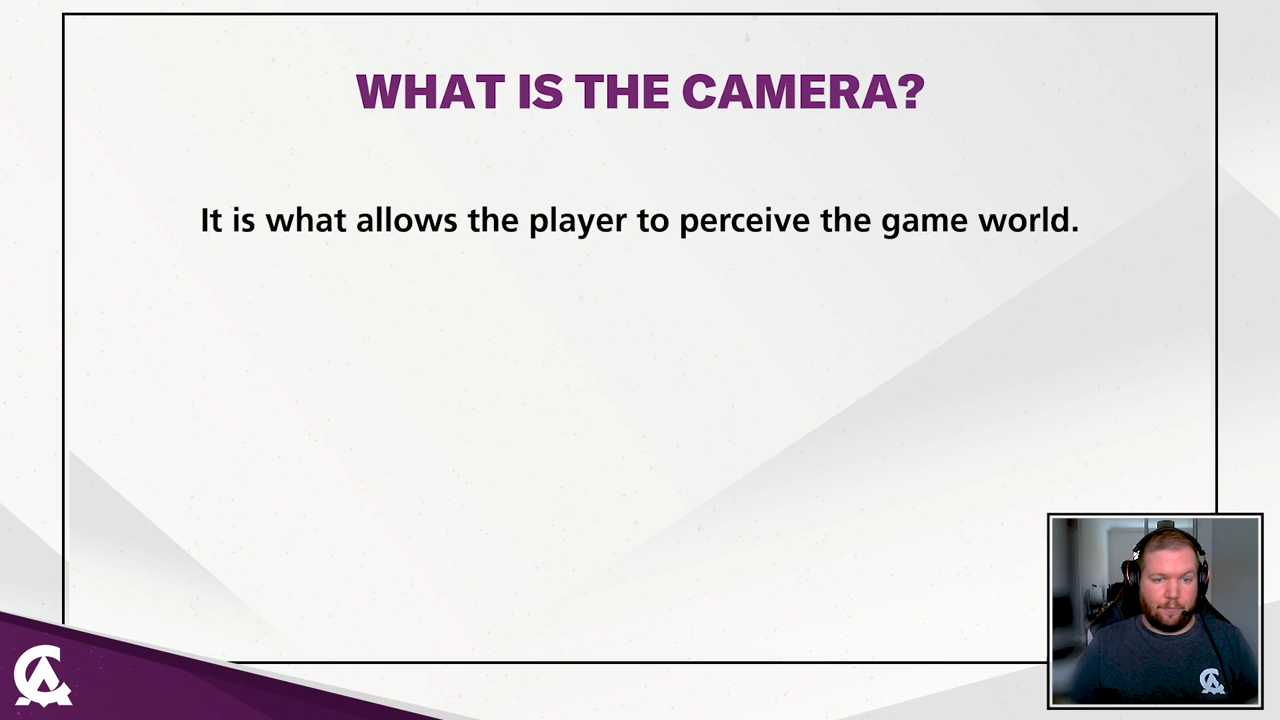 WHAT IS THE CAMERA?
It is what allows the player to perceive the game world.